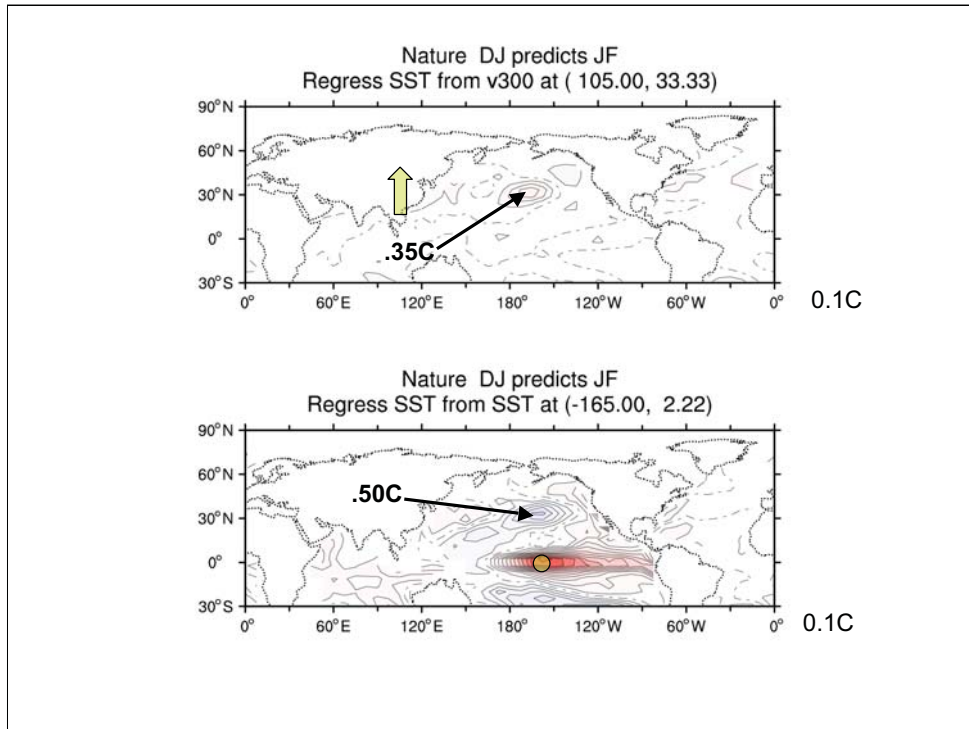 Nature DJ predicts JF
Regress SST from v300 at ( 105.00, 33.33)
90°N
60°N
30°N
0°
30°S
.35C
0° 60°E 120°E 180° 120°W 60°W 0°
0.1C
Nature DJ predicts JF
Regress SST from SST at (-165.00, 2.22)
90°N
60°N
.50C
30°N
0°
30°S
0° 60°E 120°E 180° 120°W 60°W 0°
0.1C